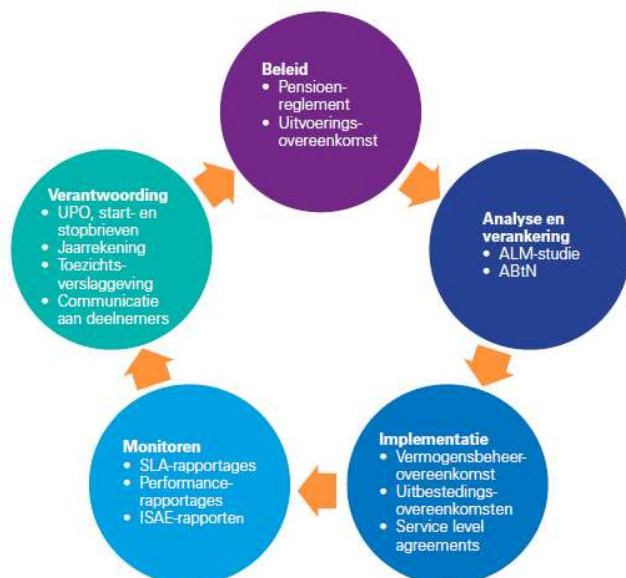 Beleid
• Pensioen-
reglement
• Uitvoerings-
overeenkomst
Analyse en
verankering
• ALM-studie
• ABtN
Implementatie
• Vermogensbeheer-
overeenkomst
• Uitbestedings-
overeenkomsten
• Service level
agreements
Monitoren
• SLA-rapportages
• Performance-
rapportages
• ISAE-rapporten
Verantwoording
• UPO, start- en
stopbrieven
• Jaarrekening
• Toezichts-
verslaggeving
• Communicatie
aan deelnemers